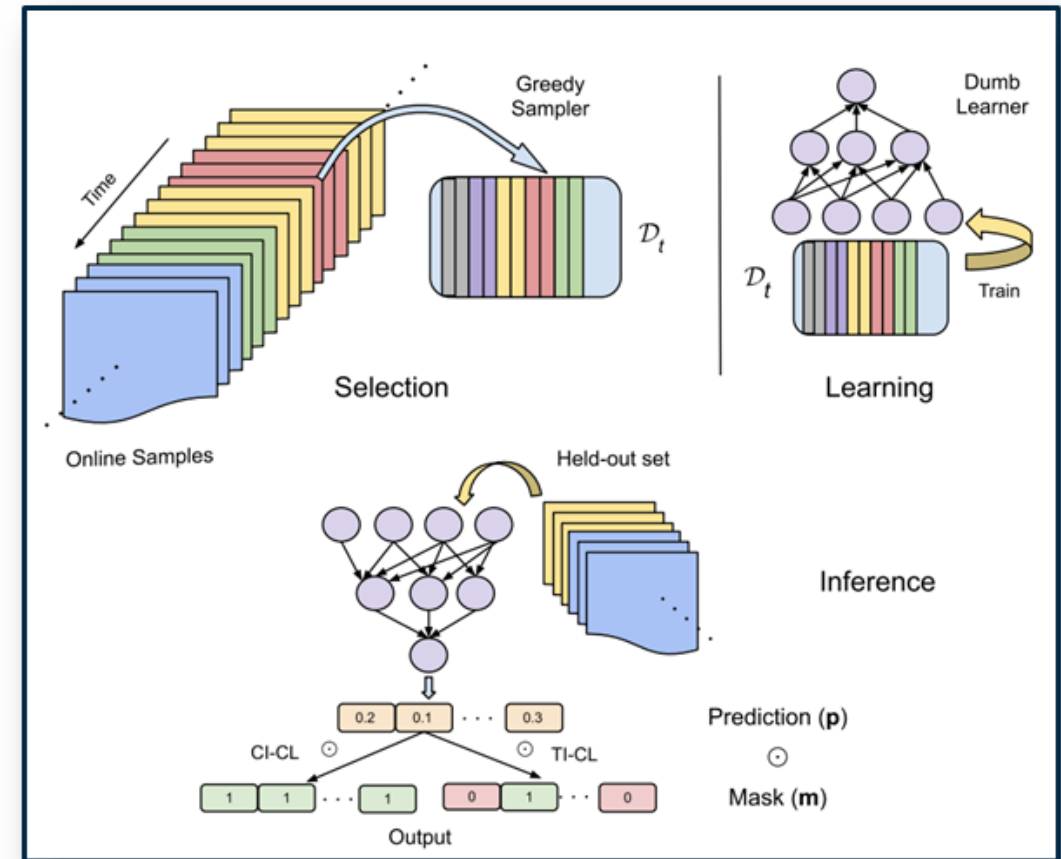 Greedy
Sampler
Time
𝒟t
Selection
Online Samples
Dumb
Learner
𝒟t
Train
Learning
Held-out set
Inference
0.2 0.1 · · · 0.3
CI-CL ⊙ ⊙ TI-CL
1 1 · · · 1 0 1 · · · 0
Output
Prediction (p)
⊙
Mask (m)